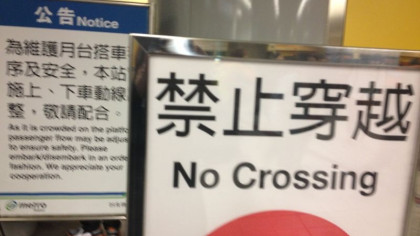 公告 Notice
為維護月台搭車
序及安全，本站
施上、下車動線
整，敬請配合。
As it is crowded on the platfo
passenger flow may be adjus
to ensure safety. Please
embark/disembark in an orde
fashion. We appreciate your
cooperation.
metro
禁止穿越
No Crossing